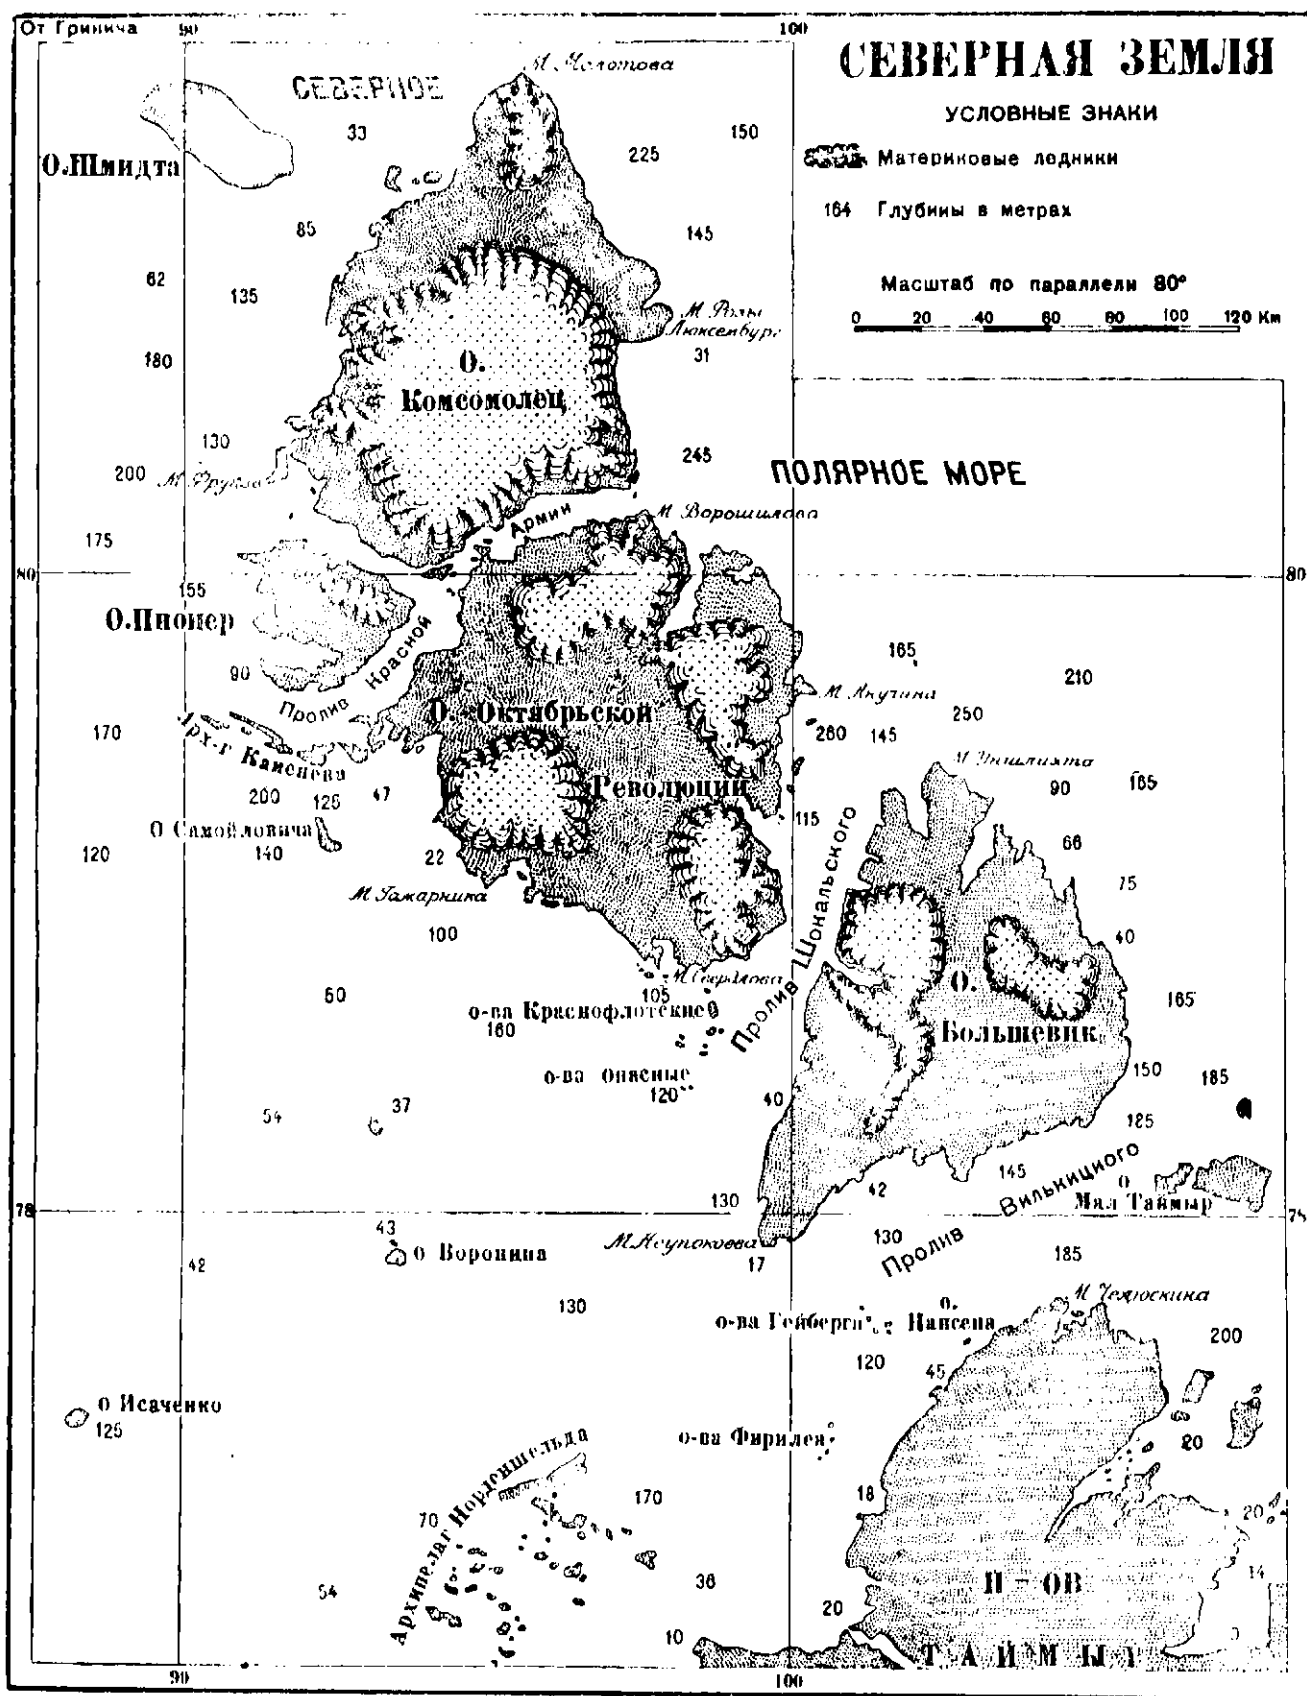 От Гринича
90
100
СЕВЕРНАЯ ЗЕМЛЯ
УСЛОВНЫЕ ЗНАКИ
Материковые ледники
164 Глубины в метрах
Масштаб по параллели 80°
0 20 40 60 80 100 120 Км
М. Молотова
СЕВЕРНОЕ
33
150
225
О.Шмидта
85
145
62
135
М. Розы
Люксембург
180
31
О.
Комсомолец
130
200
245
ПОЛЯРНОЕ МОРЕ
М. Фрунзе
Армии
М Ворошилова
175
80
80
155
О.Пионер
Красной
165
90
210
Пролив
М Якучина
250
О. Октябрьской
170
Арх-г Каменева
280
145
М. Уншлихта
200
126
47
Революции
90
185
115
О Самойловича
140
120
22
66
75
М Гамарника
Пролив Шокальского
100
40
М Свердлова
60
105
О.
165
о-ва Краснофлотские
180
Большевик
о-ва Опасные
120
40
150
185
54
37
185
145
О
Мал Таймыр
130
42
Пролив Вилькицкого
78
43
О Воронина
М.Неупокоева
130
42
17
185
130
М Челюскина
о-ва Гейберга
О.
Нансена
200
120
45
О Исаченко
125
о-ва Фирилея
20
Архипелаг Норденшельда
170
18
70
20
54
36
П - ОВ
14
20
10
ТАЙМЫР
90
100